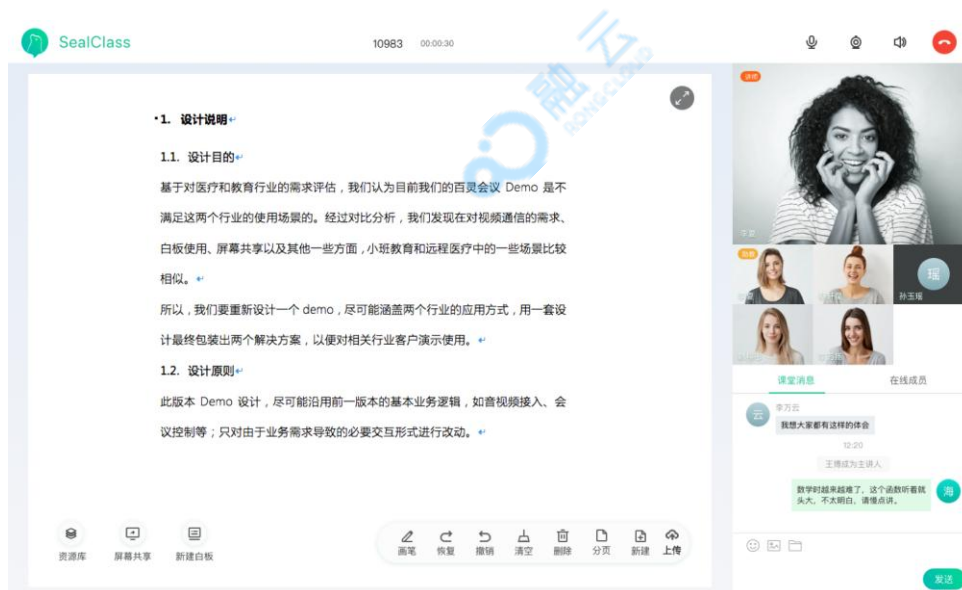 SealClass
10983 00:00:30
融云
RONGCLOUD
1. 设计说明
1.1. 设计目的
基于对医疗和教育行业的需求评估，我们认为目前我们的百灵会议 Demo 是不
满足这两个行业的使用场景的。经过对比分析，我们发现在对视频通信的需求、
白板使用、屏幕共享以及其他一些方面，小班教育和远程医疗中的一些场景比较
相似。
所以，我们要重新设计一个 demo，尽可能涵盖两个行业的应用方式，用一套设
计最终包装出两个解决方案，以便对相关行业客户演示使用。
1.2. 设计原则
此版本 Demo 设计，尽可能沿用前一版本的基本业务逻辑，如音视频接入、会
议控制等；只对由于业务需求导致的必要交互形式进行改动。
资源库 屏幕共享 新建白板
画笔 恢复 撤销 清空 删除 分页 新建 上传
讲师
瑶
孙玉瑶
课堂消息 在线成员
云
李万云
我想大家都有这样的体会
12:20
王博成为主讲人
数学时越来越难了，这个函数听着就
头大，不太明白，请慢点讲。
海
发送